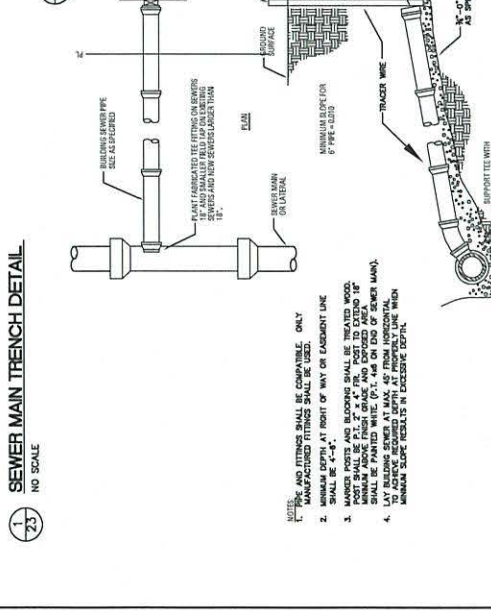 1
23
SEWER MAIN TRENCH DETAIL
NO SCALE
BUILDING SEWER PIPE
SIZE AS SPECIFIED
PLANT FABRICATED TEE FITTING ON SEWERS
18" AND SMALLER FIELD TAP ON EXISTING
SEWERS AND NEW SEWERS LARGER THAN
18".
SEWER MAIN
OR LATERAL
PLAN
GROUND
SURFACE
MINIMUM SLOPE FOR
6" PIPE = 0.010
TRACER WIRE
SUPPORT TEE WITH
NOTES
1. PIPE AND FITTINGS SHALL BE COMPATIBLE. ONLY
MANUFACTURED FITTINGS SHALL BE USED.
2. MINIMUM DEPTH AT RIGHT OF WAY OR EASEMENT LINE
SHALL BE 4'-6".
3. MARKER POSTS AND BLOCKING SHALL BE TREATED WOOD.
POST SHALL BE P.T. 2" x 4" FIR. POST TO EXTEND 18"
MINIMUM ABOVE FINISH GRADE AND EXPOSED AREA
SHALL BE PAINTED WHITE. (P.T. 4x6 ON END OF SEWER MAIN).
4. LAY BUILDING SEWER AT MAX. 45° FROM HORIZONTAL
TO ACHIEVE REQUIRED DEPTH AT PROPERLY LINE WHEN
MINIMUM SLOPE RESULTS IN EXCESSIVE DEPTH.